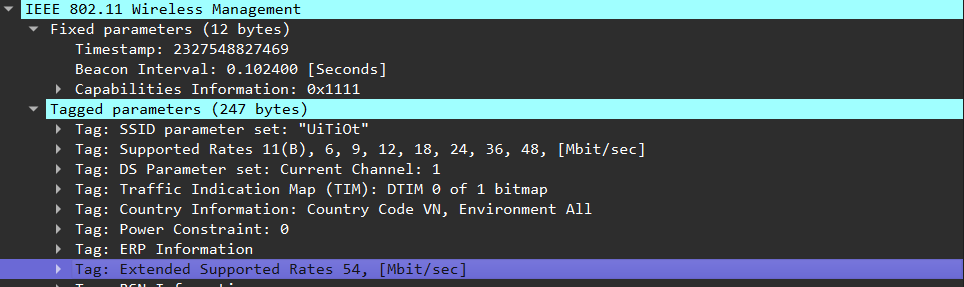 IEEE 802.11 Wireless Management
Fixed parameters (12 bytes)
Timestamp: 2327548827469
Beacon Interval: 0.102400 [Seconds]
Capabilities Information: 0x1111
Tagged parameters (247 bytes)
Tag: SSID parameter set: "UiTiOt"
Tag: Supported Rates 11(B), 6, 9, 12, 18, 24, 36, 48, [Mbit/sec]
Tag: DS Parameter set: Current Channel: 1
Tag: Traffic Indication Map (TIM): DTIM 0 of 1 bitmap
Tag: Country Information: Country Code VN, Environment All
Tag: Power Constraint: 0
Tag: ERP Information
Tag: Extended Supported Rates 54, [Mbit/sec]